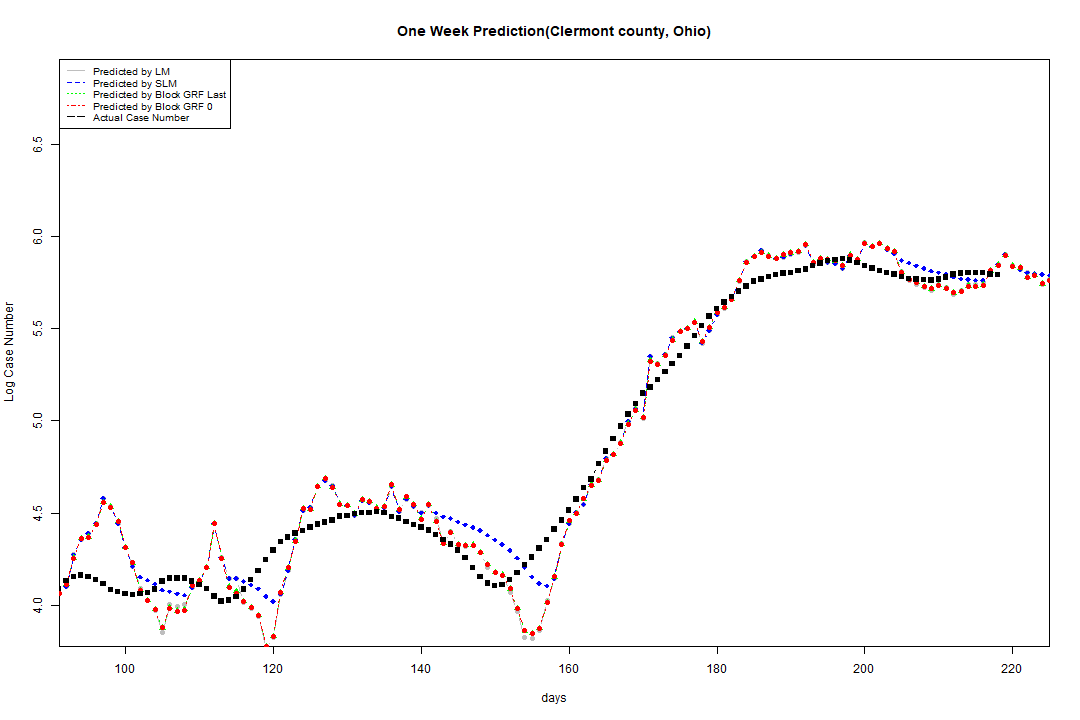 One Week Prediction(Clermont county, Ohio)
Predicted by LM
Predicted by SLM
Predicted by Block GRF Last
Predicted by Block GRF 0
Actual Case Number
6.5
6.0
5.5
5.0
4.5
4.0
Log Case Number
100 120 140 160 180 200 220
days